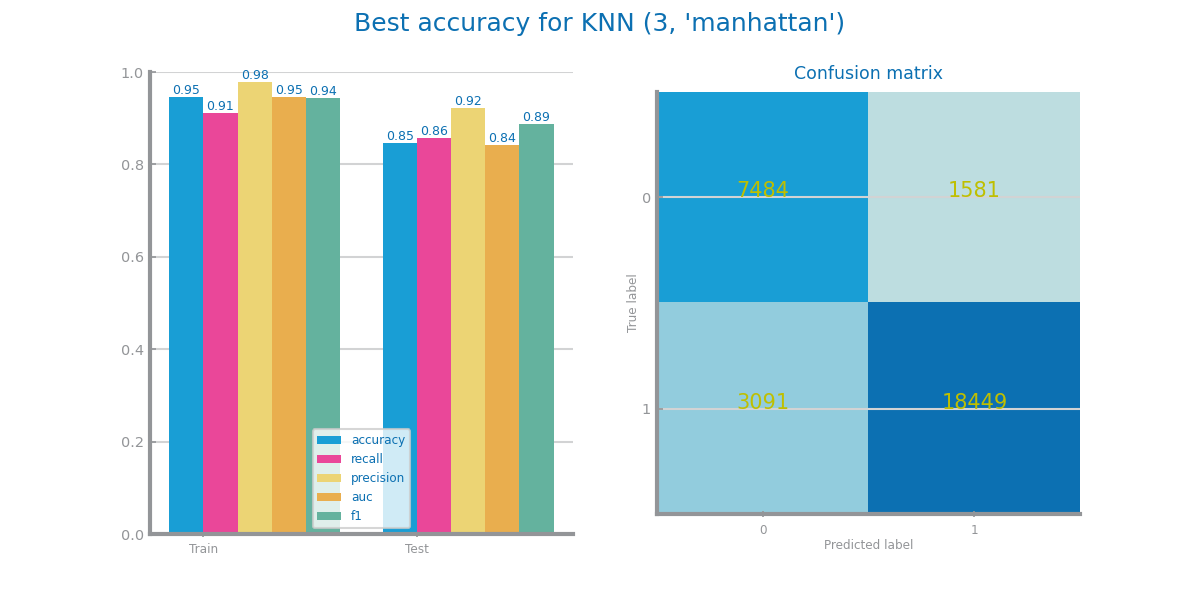 Best accuracy for KNN (3, 'manhattan')
1.0
0.8
0.6
0.4
0.2
0.0
0.95
0.91
0.98
0.95
0.94
0.85
0.86
0.92
0.84
0.89
accuracy
recall
precision
auc
f1
Train
Test
Confusion matrix
True label
0
1
7484
1581
3091
18449
0
1
Predicted label